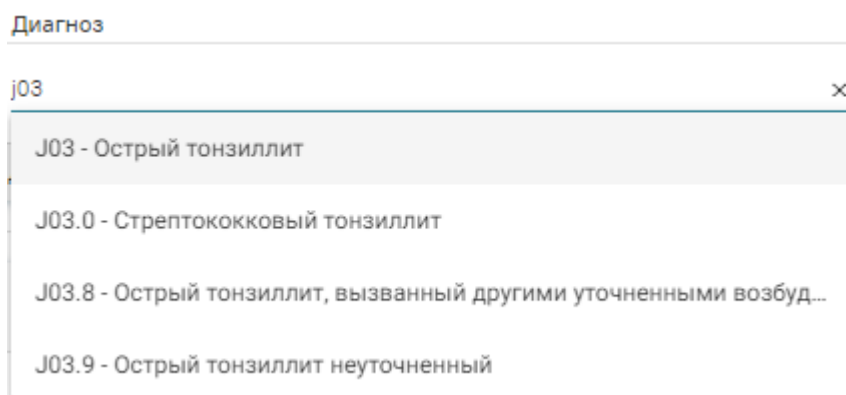 Диагноз
j03
J03 - Острый тонзиллит
J03.0 - Стрептококковый тонзиллит
J03.8 - Острый тонзиллит, вызванный другими уточненными возбуд...
J03.9 - Острый тонзиллит неуточненный